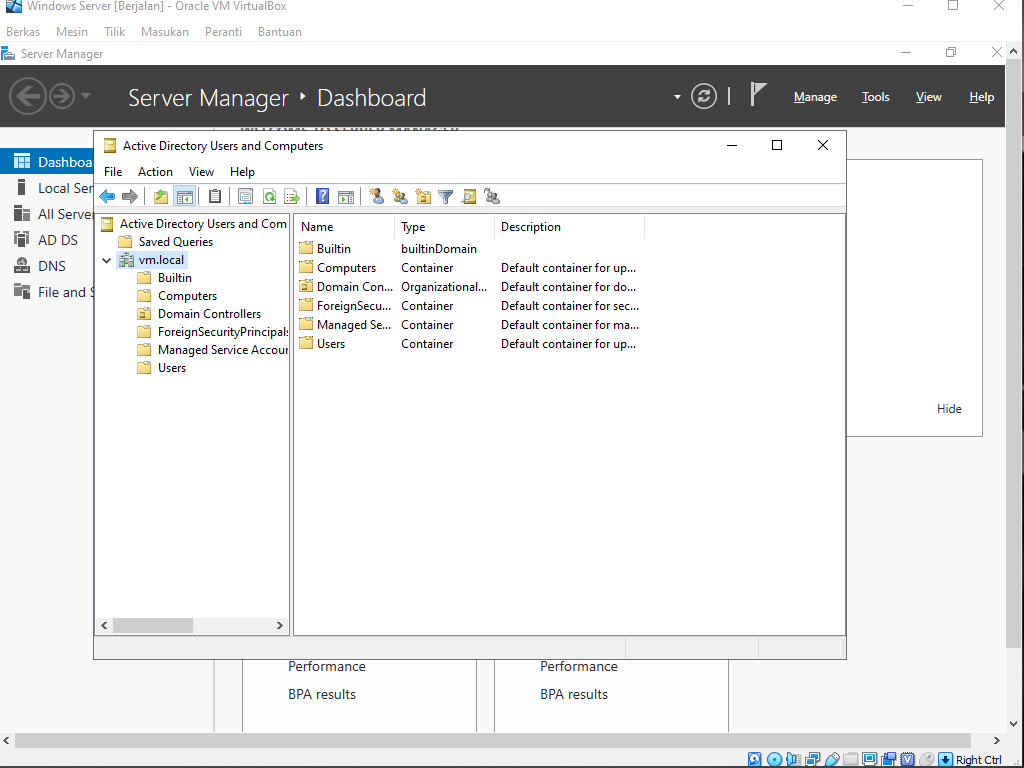 Windows Server [Berjalan] - Oracle VM VirtualBox
Berkas Mesin Tilik Masukan Peranti Bantuan
Server Manager
Server Manager Dashboard
Manage Tools View Help
WELCOME TO SERVER MANAGER
Dashboa
Local Ser
All Server
AD DS
DNS
File and S
Active Directory Users and Computers
File Action View Help
Active Directory Users and Com
Saved Queries
vm.local
Builtin
Computers
Domain Controllers
ForeignSecurityPrincipals
Managed Service Accour
Users
Name Type Description
Builtin builtinDomain
Computers Container Default container for up...
Domain Con... Organizational... Default container for do...
ForeignSecu... Container Default container for sec...
Managed Se... Container Default container for ma...
Users Container Default container for up...
Hide
Performance Performance
BPA results BPA results
Right Ctrl